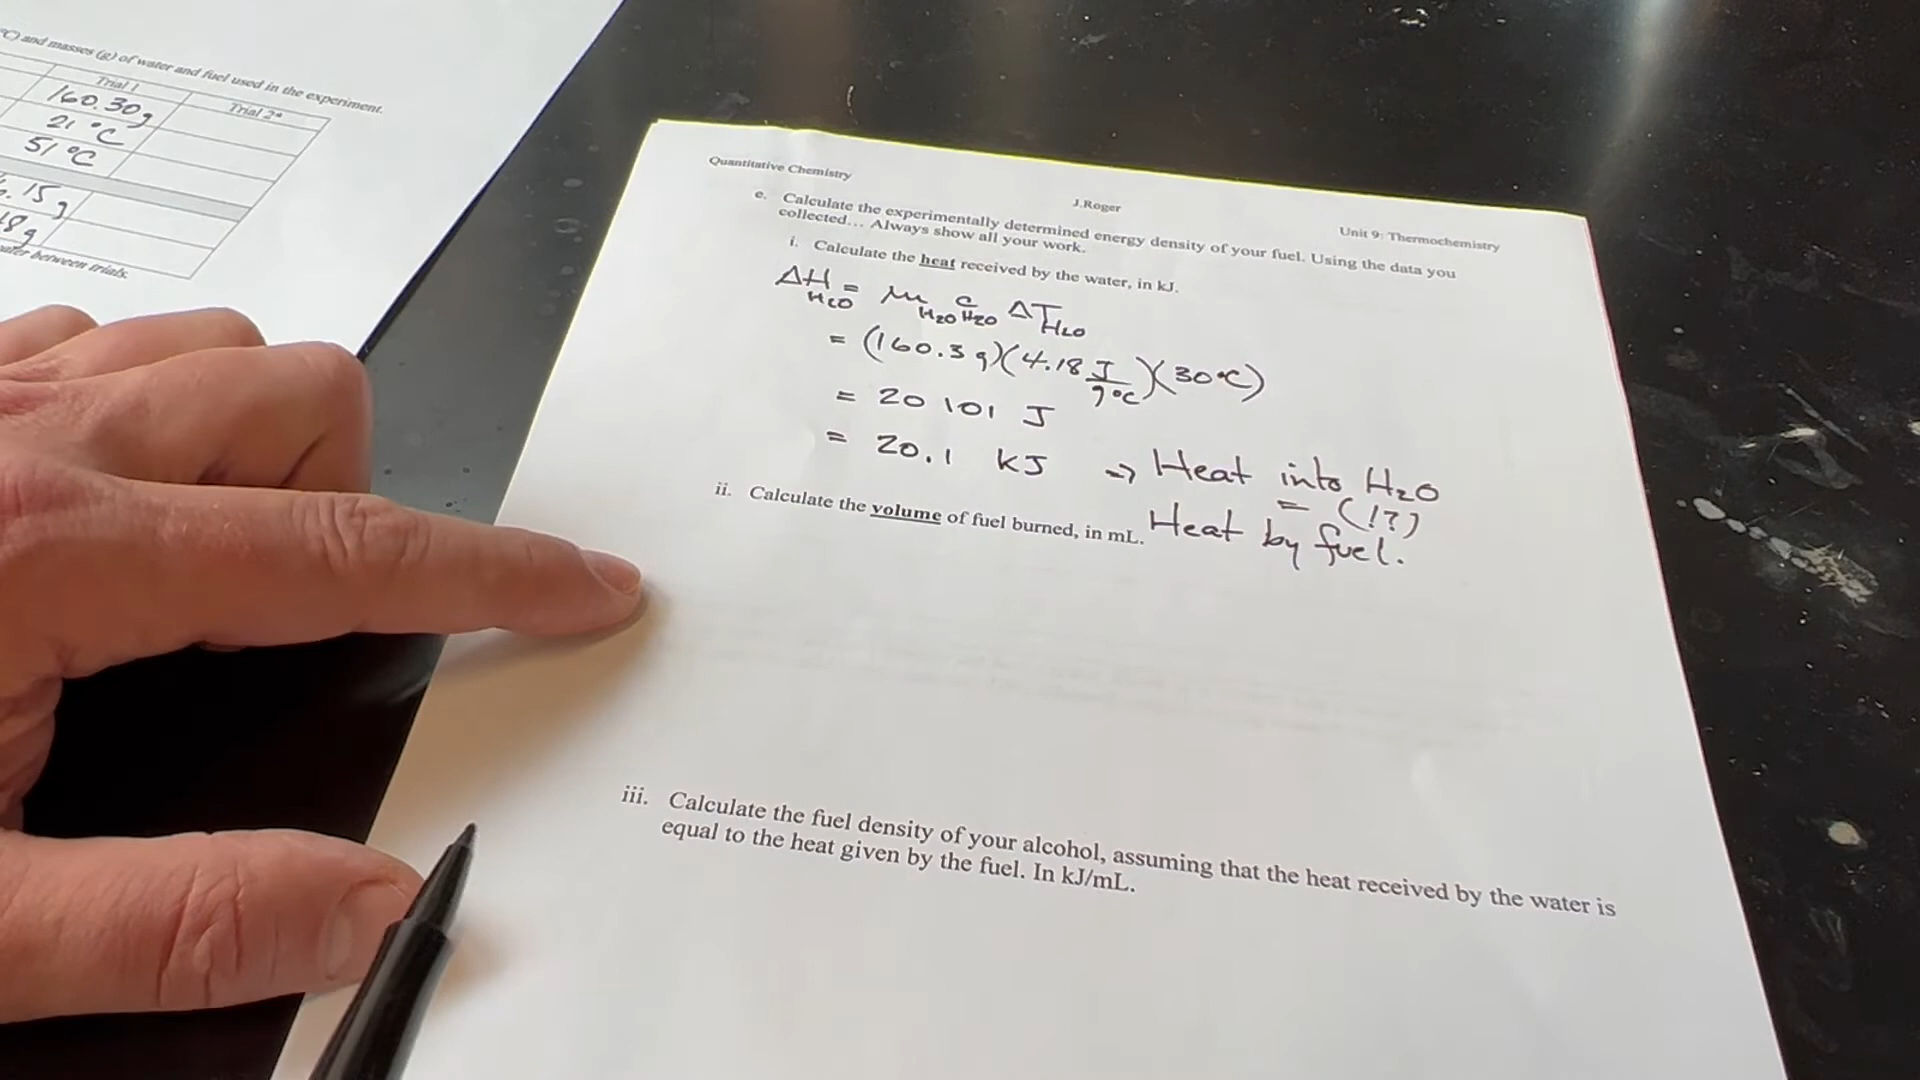 °C) and masses (g) of water and fuel used in the experiment.
Trial 1 Trial 2*
160.30g
21 °C
51 °C
.15g
8g
between trials.
Quantitative Chemistry
J.Roger
Unit 9: Thermochemistry
e. Calculate the experimentally determined energy density of your fuel. Using the data you
collected... Always show all your work.
i. Calculate the heat received by the water, in kJ.
ΔH H2O = m H2O c H2O ΔT H2O
= (160.3 g)(4.18 J/g°C)(30°C)
= 20 101 J
= 20.1 kJ → Heat into H2O
= (!?)
Heat by fuel.
ii. Calculate the volume of fuel burned, in mL.
iii. Calculate the fuel density of your alcohol, assuming that the heat received by the water is
equal to the heat given by the fuel. In kJ/mL.